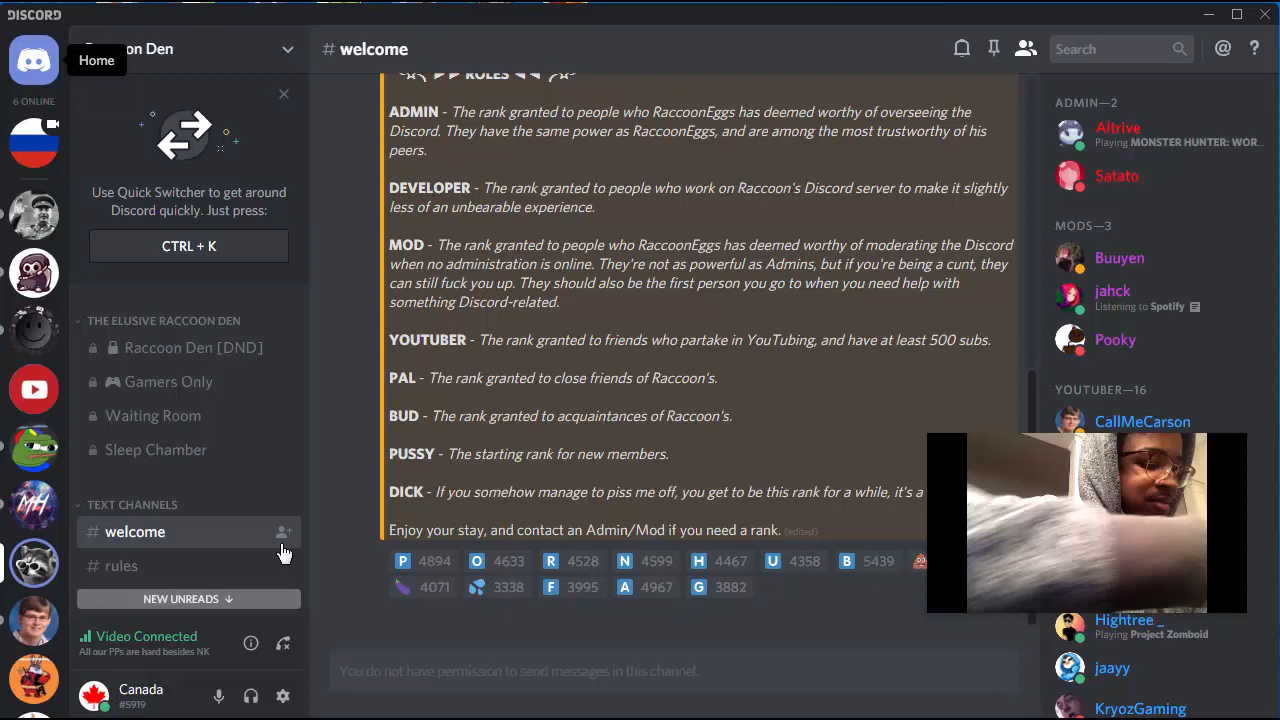 DISCORD
Home
Den
# welcome
Search
6 ONLINE
Use Quick Switcher to get around
Discord quickly. Just press:
CTRL + K
THE ELUSIVE RACCOON DEN
Raccoon Den [DND]
Gamers Only
Waiting Room
Sleep Chamber
TEXT CHANNELS
# welcome
# rules
NEW UNREADS ↓
Video Connected
All our PPs are hard besides NK
Canada
#5919
RULES
ADMIN - The rank granted to people who RaccoonEggs has deemed worthy of overseeing the
Discord. They have the same power as RaccoonEggs, and are among the most trustworthy of his
peers.
DEVELOPER - The rank granted to people who work on Raccoon's Discord server to make it slightly
less of an unbearable experience.
MOD - The rank granted to people who RaccoonEggs has deemed worthy of moderating the Discord
when no administration is online. They're not as powerful as Admins, but if you're being a cunt, they
can still fuck you up. They should also be the first person you go to when you need help with
something Discord-related.
YOUTUBER - The rank granted to friends who partake in YouTubing, and have at least 500 subs.
PAL - The rank granted to close friends of Raccoon's.
BUD - The rank granted to acquaintances of Raccoon's.
PUSSY - The starting rank for new members.
DICK - If you somehow manage to piss me off, you get to be this rank for a while, it's a
Enjoy your stay, and contact an Admin/Mod if you need a rank. (edited)
P 4894 O 4633 R 4528 N 4599 H 4467 U 4358 B 5439
4071 3338 F 3995 A 4967 G 3882
You do not have permission to send messages in this channel.
ADMIN—2
Altrive
Playing MONSTER HUNTER: WOR...
Satato
MODS—3
Buuyen
jahck
Listening to Spotify
Pooky
YOUTUBER—16
CallMeCarson
Hightree _
Playing Project Zomboid
jaayy
KryozGaming